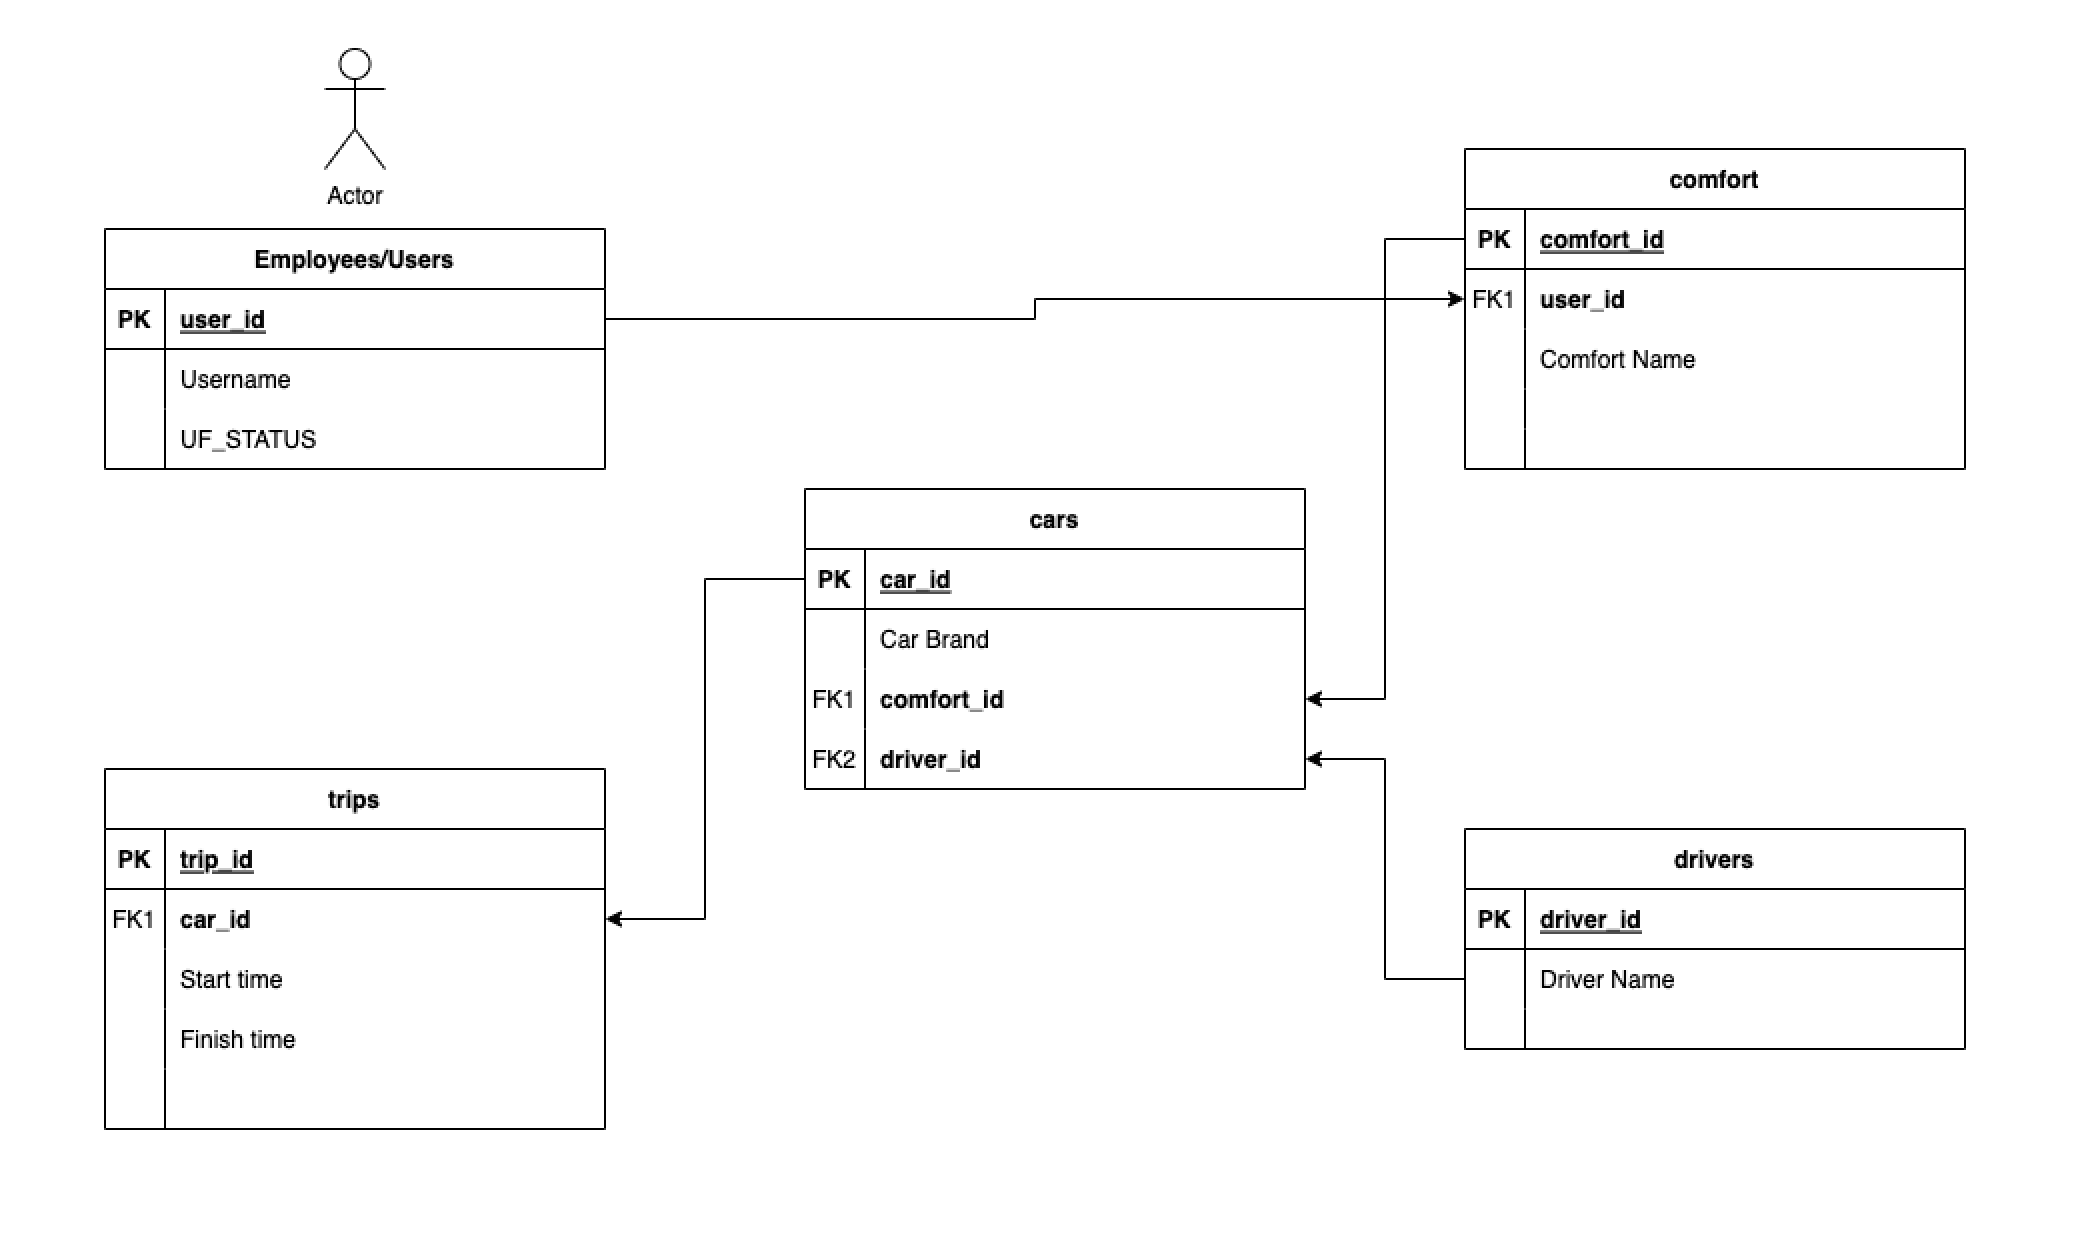 Actor
Employees/Users
PK user_id
Username
UF_STATUS
comfort
PK comfort_id
FK1 user_id
Comfort Name
cars
PK car_id
Car Brand
FK1 comfort_id
FK2 driver_id
trips
PK trip_id
FK1 car_id
Start time
Finish time
drivers
PK driver_id
Driver Name